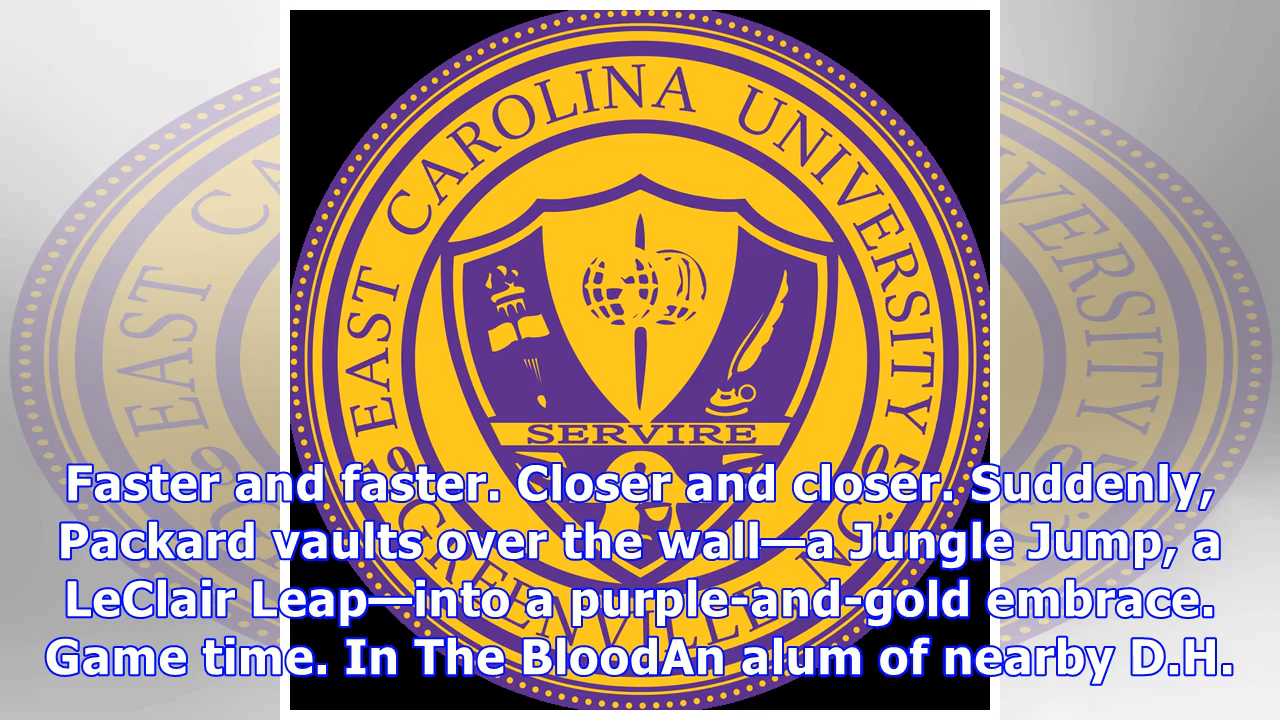 EAST CAROLINA UNIVERSITY
SERVIRE
Faster and faster. Closer and closer. Suddenly,
Packard vaults over the wall—a Jungle Jump, a
LeClair Leap—into a purple-and-gold embrace.
Game time. In The BloodAn alum of nearby D.H.